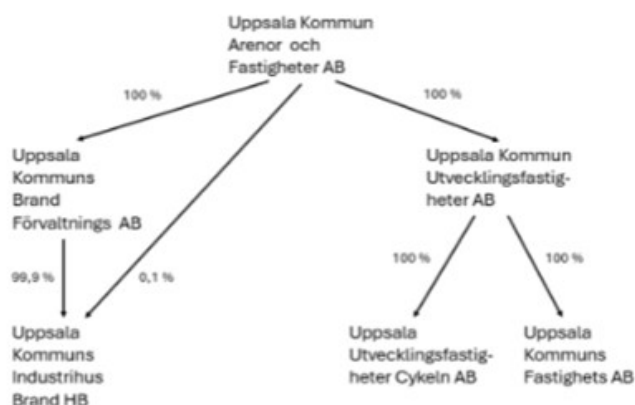 Uppsala Kommun
Arenor och
Fastigheter AB
100 %
100 %
Uppsala
Kommuns
Brand
Förvaltnings AB
Uppsala Kommun
Utvecklingsfastig-
heter AB
99,9 %
0,1 %
100 %
100 %
Uppsala
Kommuns
Industrihus
Brand HB
Uppsala
Utvecklingsfastig-
heter Cykeln AB
Uppsala
Kommuns
Fastighets AB